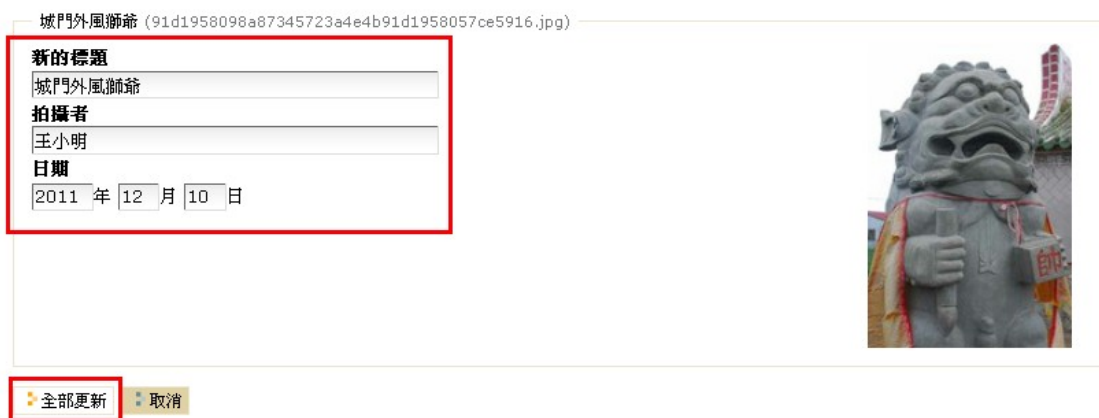 城門外風獅爺 (91d1958098a87345723a4e4b91d1958057ce5916.jpg)
新的標題
城門外風獅爺
拍攝者
王小明
日期
2011 年 12 月 10 日
帥
全部更新 取消